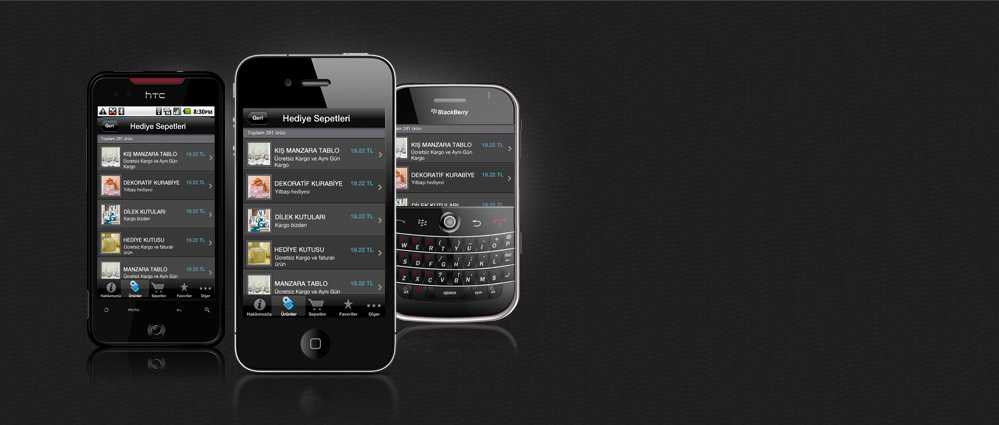 hTC
8:30PM
Geri
Hediye Sepetleri
Toplam 391 ürün
KIŞ MANZARA TABLO 19.22 TL
Ücretsiz Kargo ve Aynı Gün
Kargo
DEKORATİF KURABİYE 19.22 TL
Yılbaşı hediyesi
DİLEK KUTULARI 19.22 TL
Kargo bizden
HEDİYE KUTUSU 19.22 TL
Ücretsiz Kargo ve faturalı
ürün
MANZARA TABLO 19.22 TL
Ücretsiz Kargo ve Aynı Gün
Hakkımızda Ürünler Sepetim Favoriler Diğer
MENU
Geri
Hediye Sepetleri
Toplam 391 ürün
KIŞ MANZARA TABLO 19.22 TL
Ücretsiz Kargo ve Aynı Gün
Kargo
DEKORATİF KURABİYE 19.22 TL
Yılbaşı hediyesi
DİLEK KUTULARI 19.22 TL
Kargo bizden
HEDİYE KUTUSU 19.22 TL
Ücretsiz Kargo ve faturalı
ürün
MANZARA TABLO 19.22 TL
Ücretsiz Kargo ve Aynı Gün
Hakkımızda Ürünler Sepetim Favoriler Diğer
BlackBerry
ürün
KIŞ MANZARA TABLO 19.22 TL
Ücretsiz Kargo ve Aynı Gün
Kargo
DEKORATİF KURABİYE 19.22 TL
Yılbaşı hediyesi
DİLEK KUTULARI 19.22 TL
W E R T Y U I O P
S D F G H J K L
Z X C V B N M $
space sym